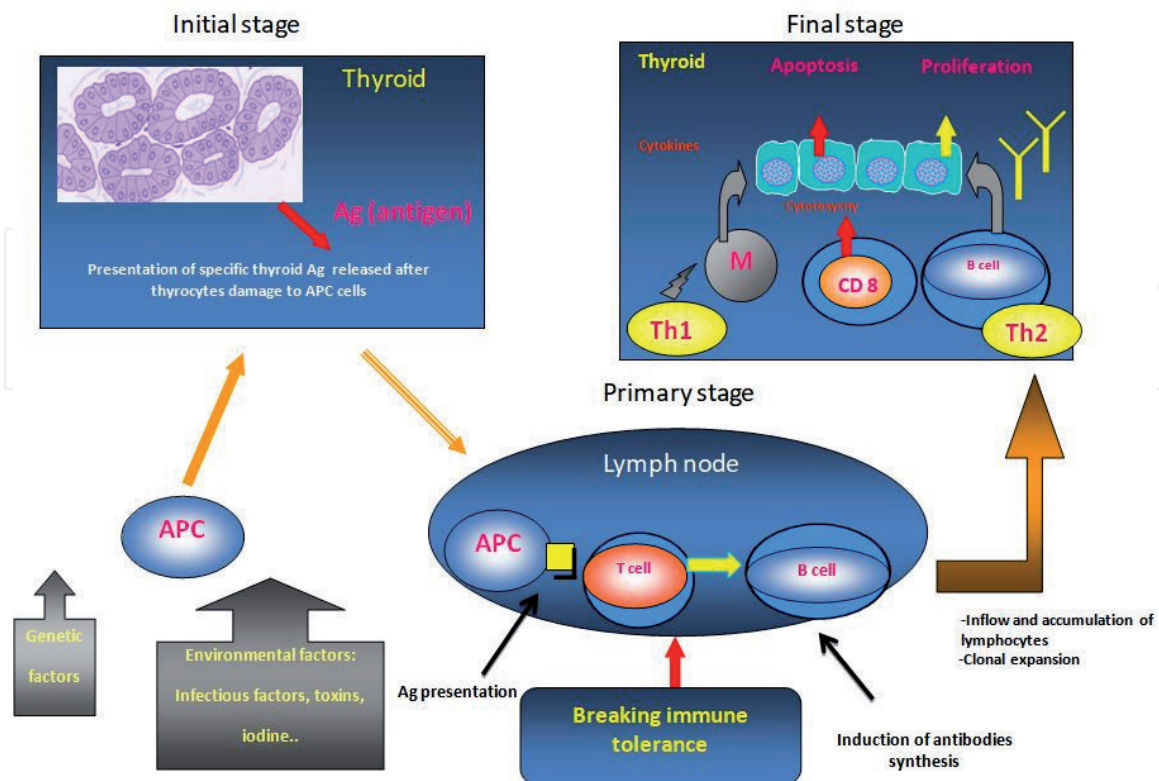 Initial stage
Thyroid
Ag (antigen)
Presentation of specific thyroid Ag released after
thyrocytes damage to APC cells
Final stage
Thyroid
Apoptosis
Proliferation
Cytokines
Cytotoxycity
M
CD 8
B cell
Th1
Th2
Primary stage
Lymph node
APC
APC
T cell
B cell
Genetic
factors
Environmental factors:
Infectious factors, toxins,
iodine..
Ag presentation
Breaking immune
tolerance
Induction of antibodies
synthesis
-Inflow and accumulation of
lymphocytes
-Clonal expansion